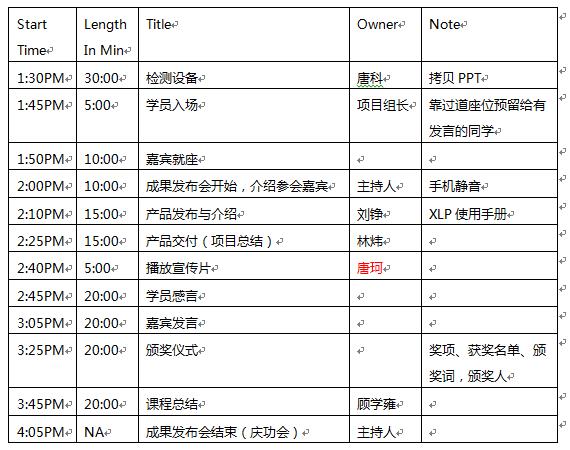 Start Length Title Owner Note
Time In Min
1:30PM 30:00 检测设备 唐科 拷贝 PPT
1:45PM 5:00 学员入场 项目组长 靠过道座位预留给有
发言的同学
1:50PM 10:00 嘉宾就座
2:00PM 10:00 成果发布会开始，介绍参会嘉宾 主持人 手机静音
2:10PM 15:00 产品发布与介绍 刘铮 XLP 使用手册
2:25PM 15:00 产品交付（项目总结） 林炜
2:40PM 5:00 播放宣传片 唐珂
2:45PM 20:00 学员感言
3:05PM 20:00 嘉宾发言
3:25PM 20:00 颁奖仪式 奖项、获奖名单、颁
奖词，颁奖人
3:45PM 20:00 课程总结 顾学雍
4:05PM NA 成果发布会结束（庆功会） 主持人